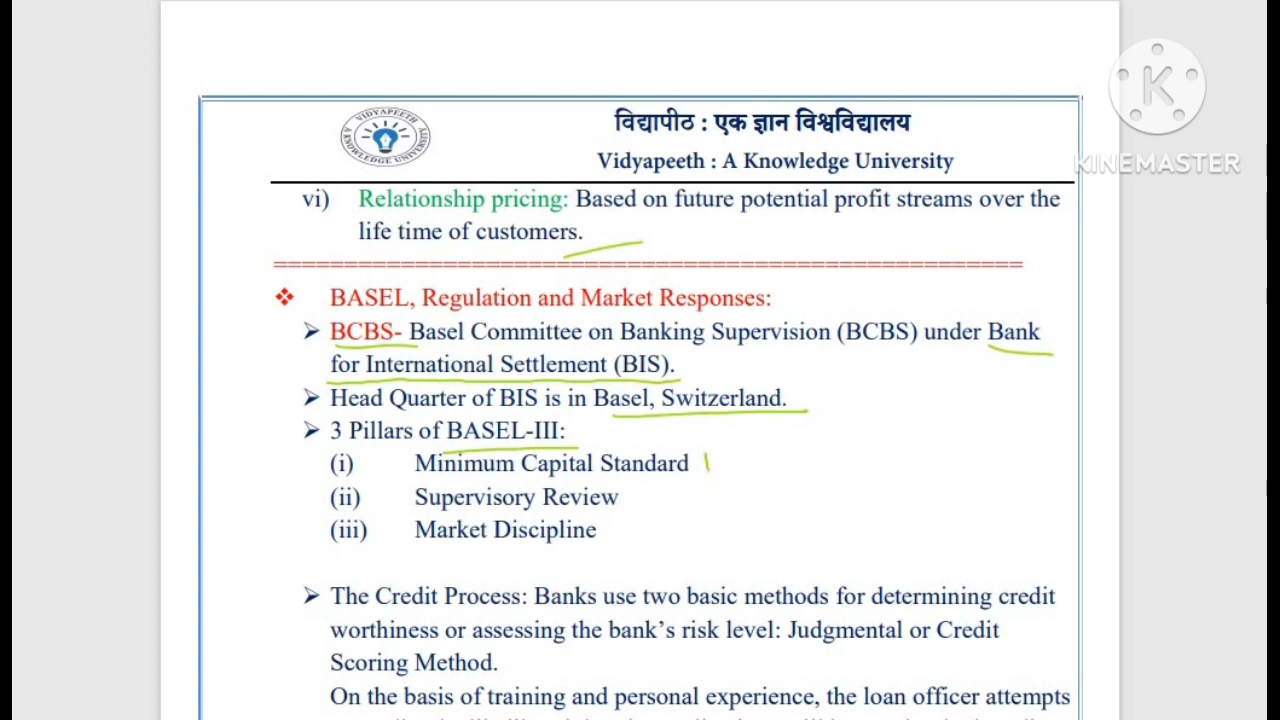 विद्यापीठ : एक ज्ञान विश्वविद्यालय
VIDYAPEETH
A KNOWLEDGE UNIVERSITY
Vidyapeeth : A Knowledge University
KINEMASTER
vi) Relationship pricing: Based on future potential profit streams over the
life time of customers.
BASEL, Regulation and Market Responses:
BCBS- Basel Committee on Banking Supervision (BCBS) under Bank
for International Settlement (BIS).
Head Quarter of BIS is in Basel, Switzerland.
3 Pillars of BASEL-III:
(i) Minimum Capital Standard
(ii) Supervisory Review
(iii) Market Discipline
The Credit Process: Banks use two basic methods for determining credit
worthiness or assessing the bank’s risk level: Judgmental or Credit
Scoring Method.
On the basis of training and personal experience, the loan officer attempts